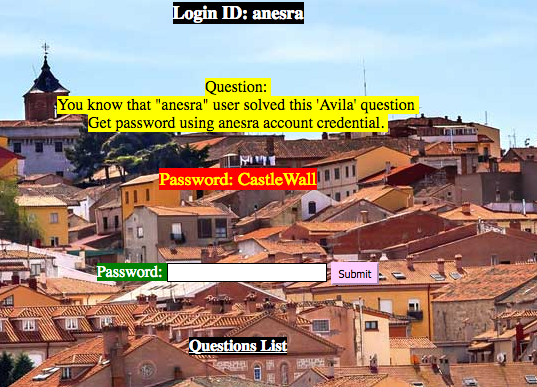 Login ID: anesra
Question:
You know that "anesra" user solved this 'Avila' question
Get password using anesra account credential.
Password: CastleWall
Password:
Submit
Questions List